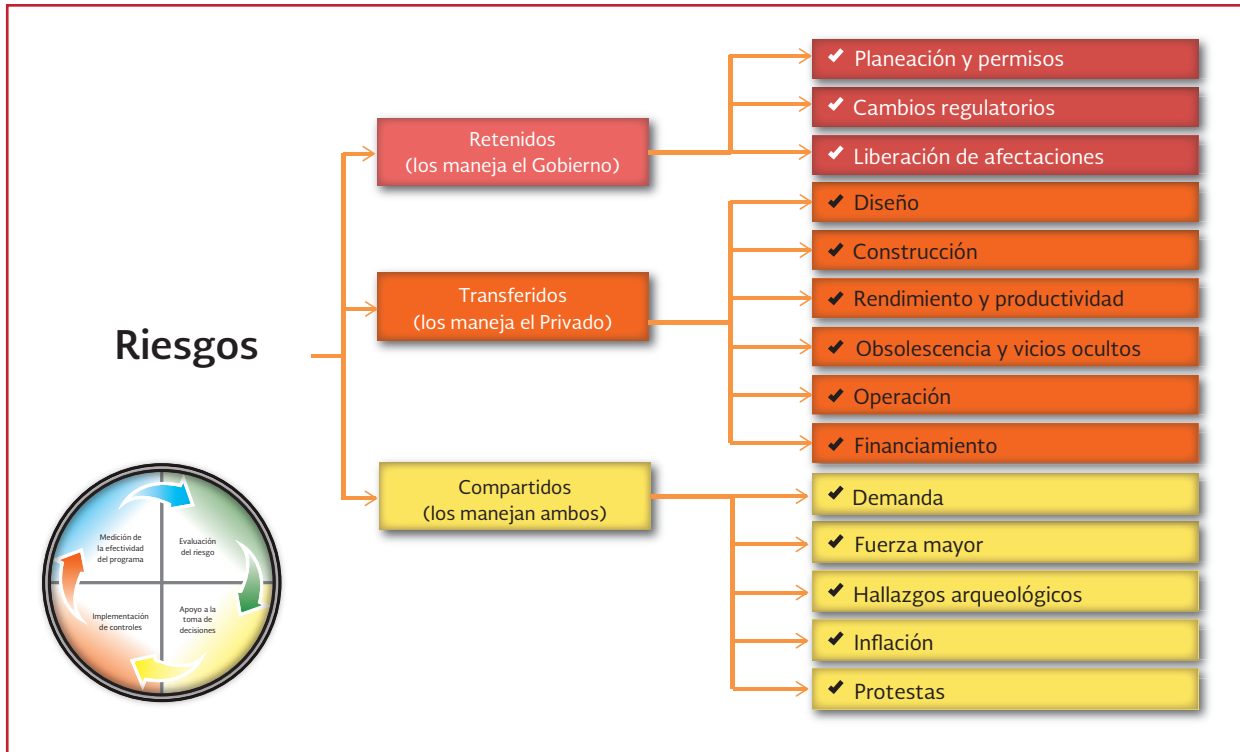 Riesgos
Retenidos
(los maneja el Gobierno)
Planeación y permisos
Cambios regulatorios
Liberación de afectaciones
Transferidos
(los maneja el Privado)
Diseño
Construcción
Rendimiento y productividad
Obsolescencia y vicios ocultos
Operación
Financiamiento
Compartidos
(los manejan ambos)
Demanda
Fuerza mayor
Hallazgos arqueológicos
Inflación
Protestas
Medición de
la efectividad
del programa
Evaluación
del riesgo
Implementación
de controles
Apoyo a la
toma de
decisiones